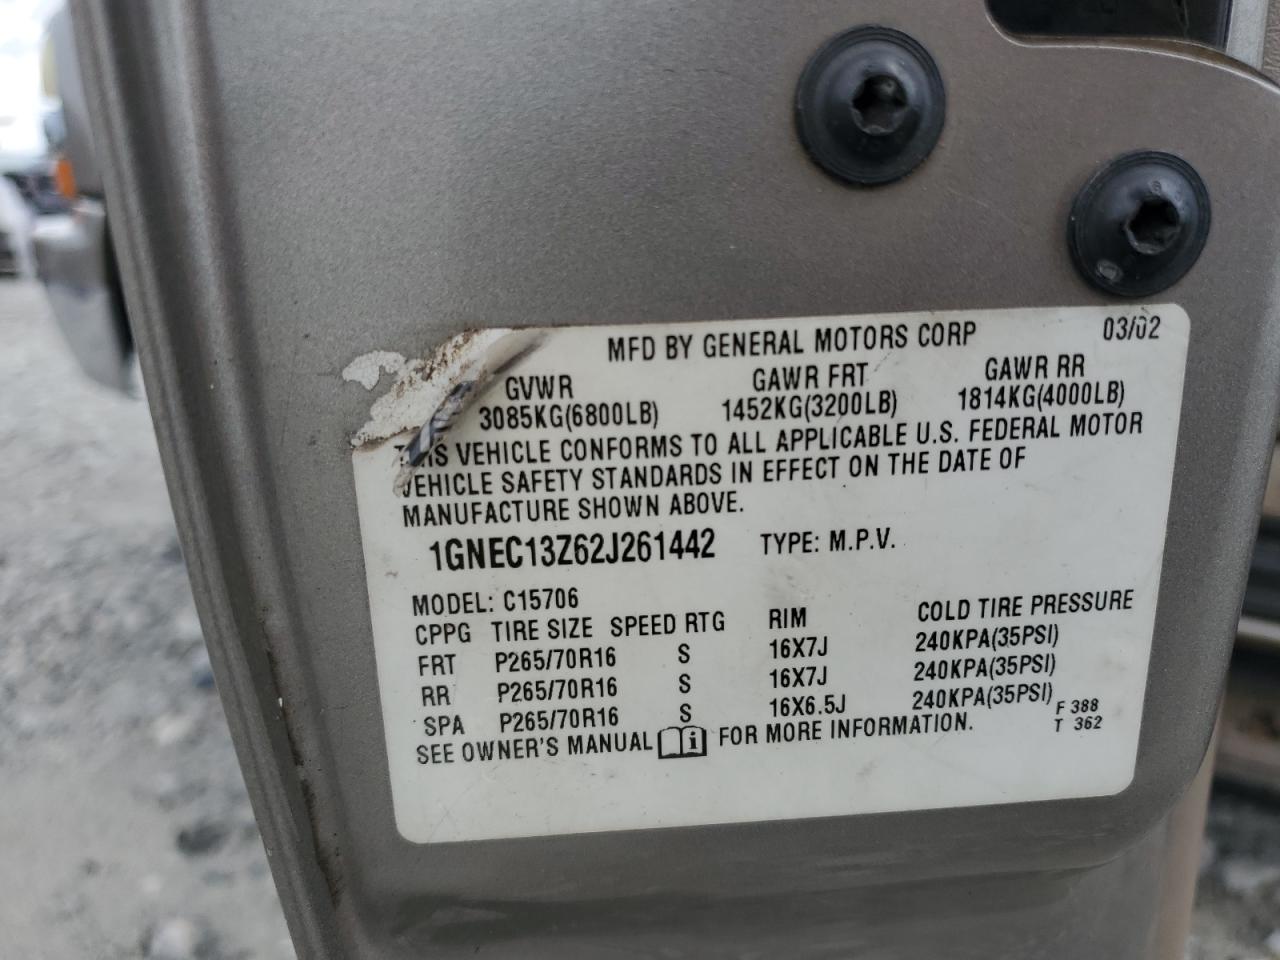 MFD BY GENERAL MOTORS CORP 03/02
GVWR GAWR FRT GAWR RR
3085KG(6800LB) 1452KG(3200LB) 1814KG(4000LB)
THIS VEHICLE CONFORMS TO ALL APPLICABLE U.S. FEDERAL MOTOR
VEHICLE SAFETY STANDARDS IN EFFECT ON THE DATE OF
MANUFACTURE SHOWN ABOVE.
1GNEC13Z62J261442 TYPE: M.P.V.
MODEL: C15706
CPPG TIRE SIZE SPEED RTG RIM COLD TIRE PRESSURE
FRT P265/70R16 S 16X7J 240KPA(35PSI)
RR P265/70R16 S 16X7J 240KPA(35PSI)
SPA P265/70R16 S 16X6.5J 240KPA(35PSI) F 388
SEE OWNER'S MANUAL i FOR MORE INFORMATION. T 362